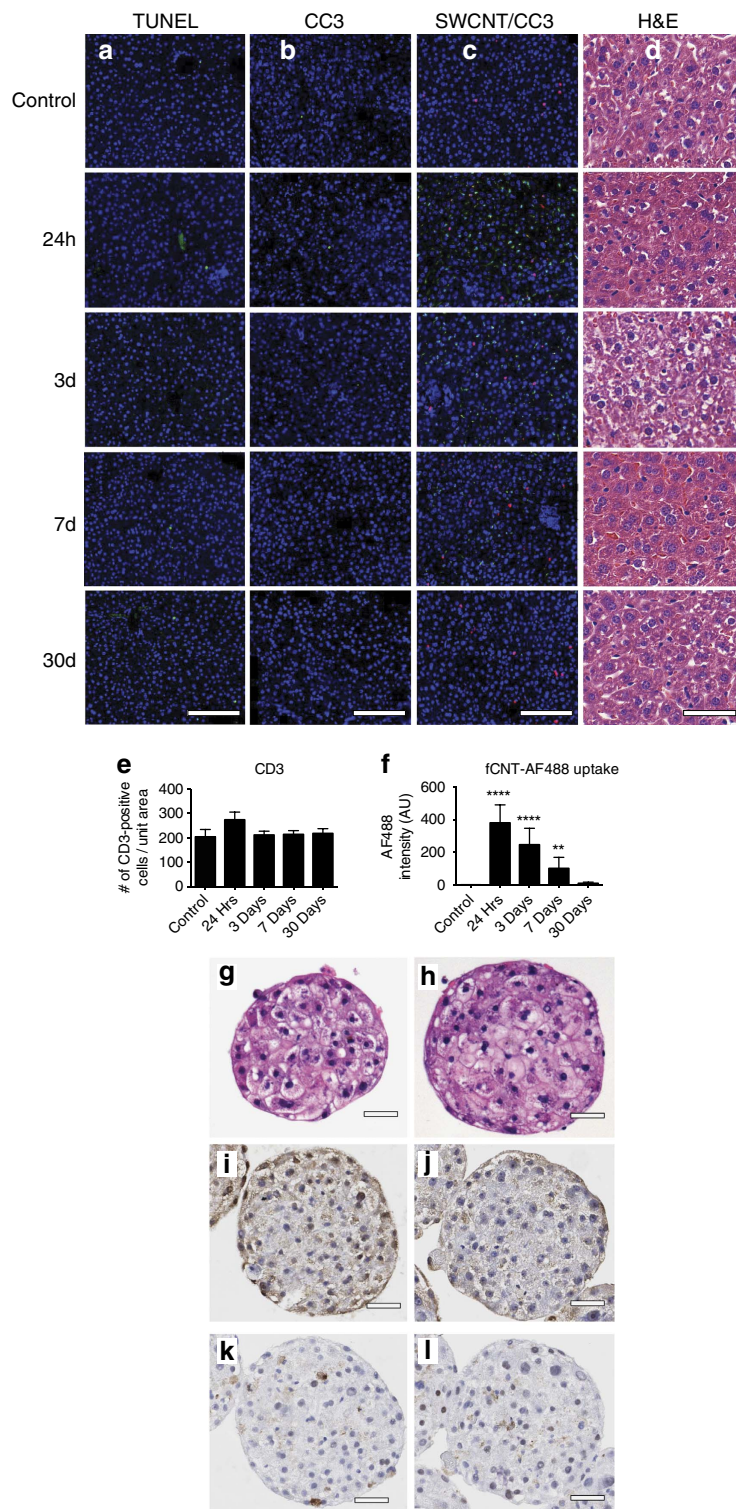 TUNEL CC3 SWCNT/CC3 H&E
a b c d
Control
24h
3d
7d
30d
e CD3
# of CD3-positive
cells / unit area
400
300
200
100
0
Control 24 Hrs 3 Days 7 Days 30 Days
f fCNT-AF488 uptake
AF488
intensity (AU)
600
400
200
0
**** **** **
Control 24 Hrs 3 Days 7 Days 30 Days
g h
i j
k l